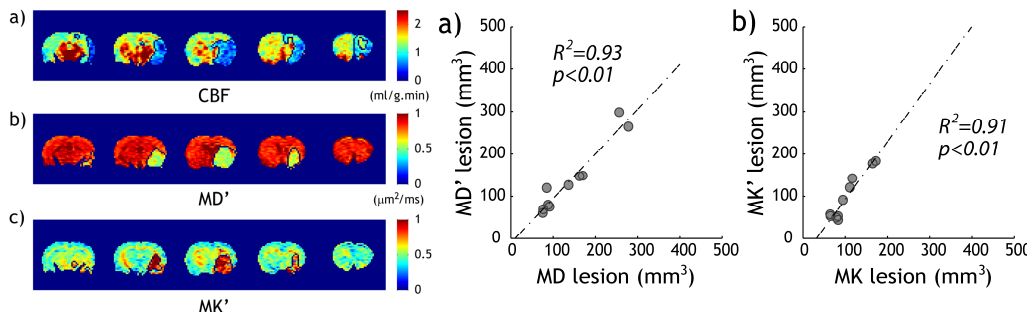 a)
2
1
0
CBF
(ml/g.min)
b)
1
0.5
0
MD'
(μm²/ms)
c)
1
0.5
0
MK'
a)
500
400
300
200
100
0
R²=0.93
p<0.01
MD' lesion (mm³)
0 100 200 300 400 500
MD lesion (mm³)
b)
500
400
300
200
100
0
R²=0.91
p<0.01
MK' lesion (mm³)
0 100 200 300 400 500
MK lesion (mm³)